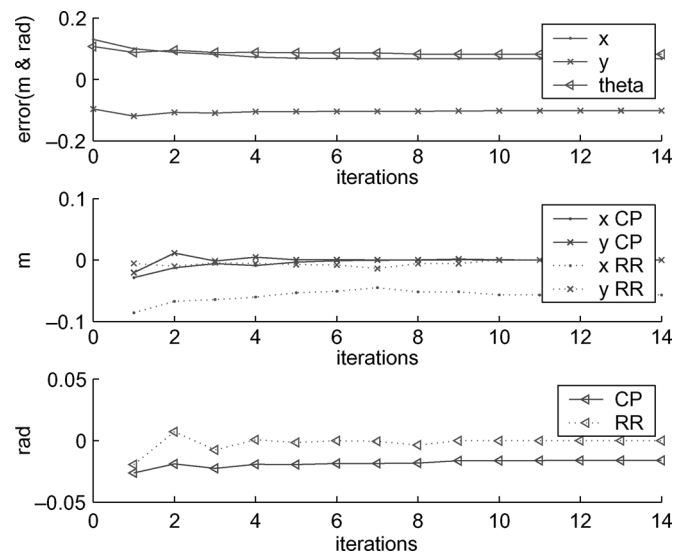 0.2
0
−0.2
error(m & rad)
x
y
theta
0 2 4 6 8 10 12 14
iterations
0.1
0
−0.1
m
x CP
y CP
x RR
y RR
0 2 4 6 8 10 12 14
iterations
0.05
0
−0.05
rad
CP
RR
0 2 4 6 8 10 12 14
iterations